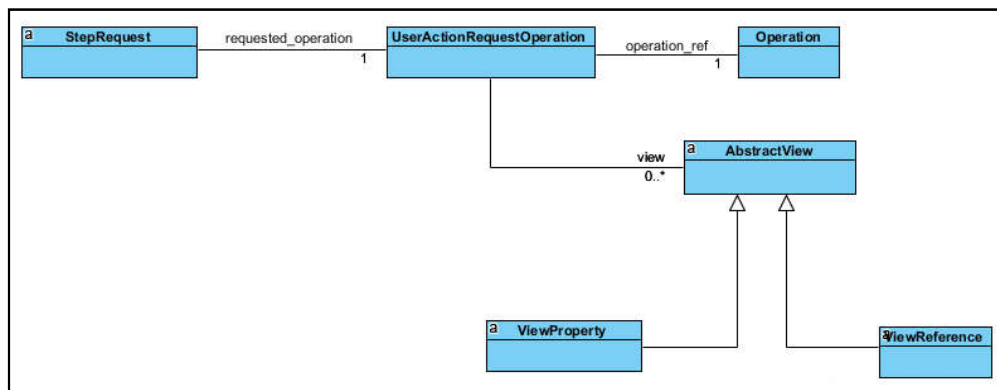 a StepRequest
requested_operation
1
UserActionRequestOperation
operation_ref
1
Operation
view
0..*
a AbstractView
a ViewProperty
a ViewReference